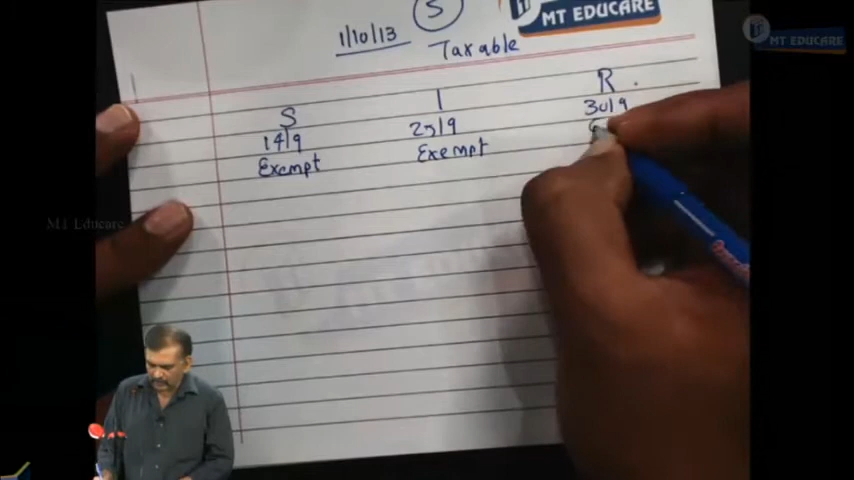 S
MT EDUCARE
1/10/13
Taxable
S I R
14/9 25/9 30/9
Exempt Exempt
MT EDUCARE
MT Educare